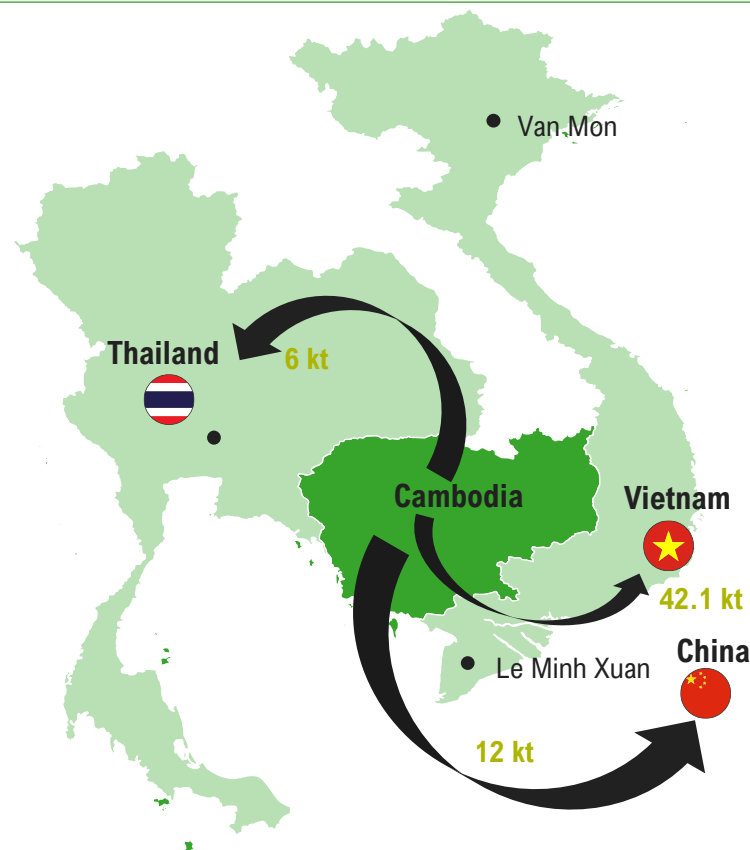 Van Mon
Thailand
6 kt
Cambodia
Vietnam
42.1 kt
China
Le Minh Xuan
12 kt